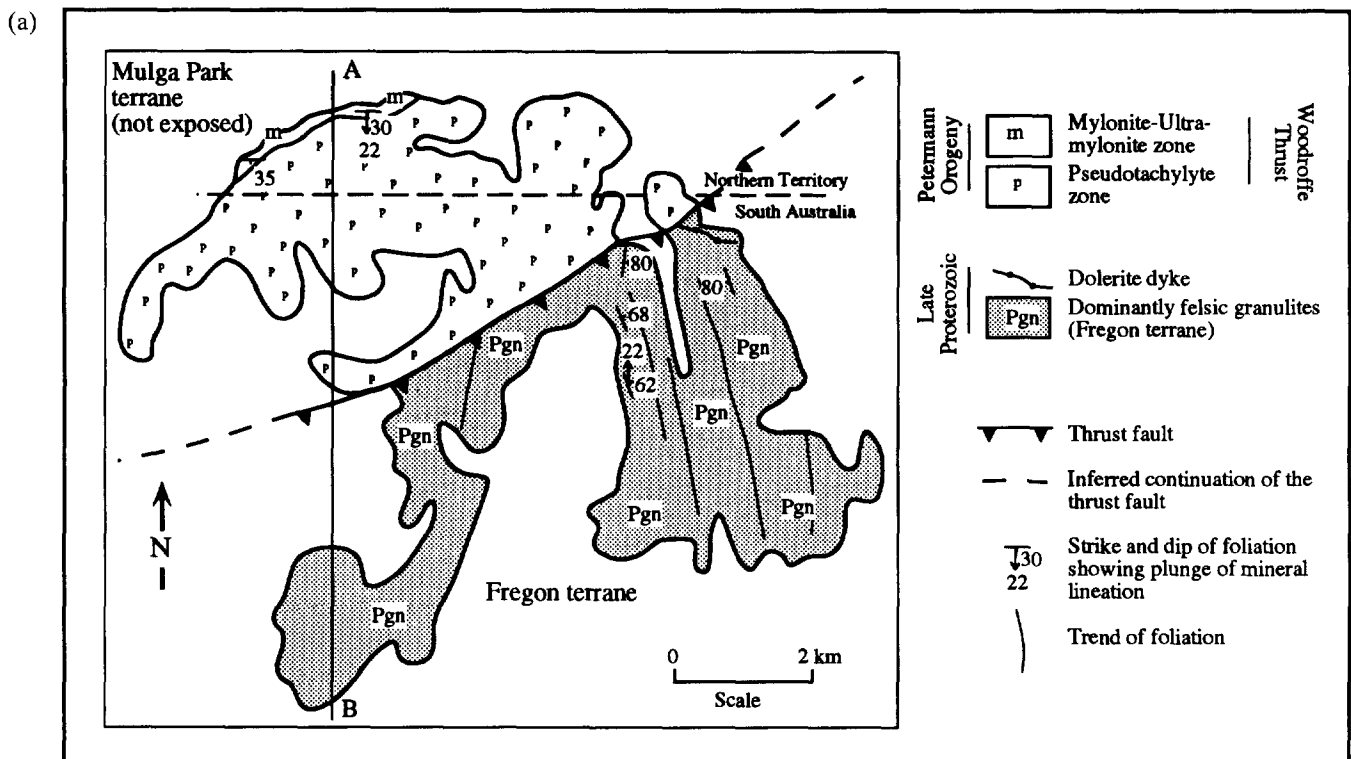 (a)
Mulga Park
terrane
(not exposed)
A
m
30
22
m
35
p p p p p p p p p p p p p p p p p p p p p p p p p p p p p p p p p p p p p p p p
Northern Territory
South Australia
80
80
68
22
62
Pgn
Pgn
Pgn
Pgn
Pgn
Pgn
Pgn
N
Fregon terrane
B
0
2 km
Scale
Petermann
Orogeny
m
Mylonite-Ultra-
mylonite zone
p
Pseudotachylyte
zone
Woodroffe
Thrust
Late
Proterozoic
Dolerite dyke
Pgn
Dominantly felsic granulites
(Fregon terrane)
Thrust fault
Inferred continuation of the
thrust fault
30
22
Strike and dip of foliation
showing plunge of mineral
lineation
Trend of foliation